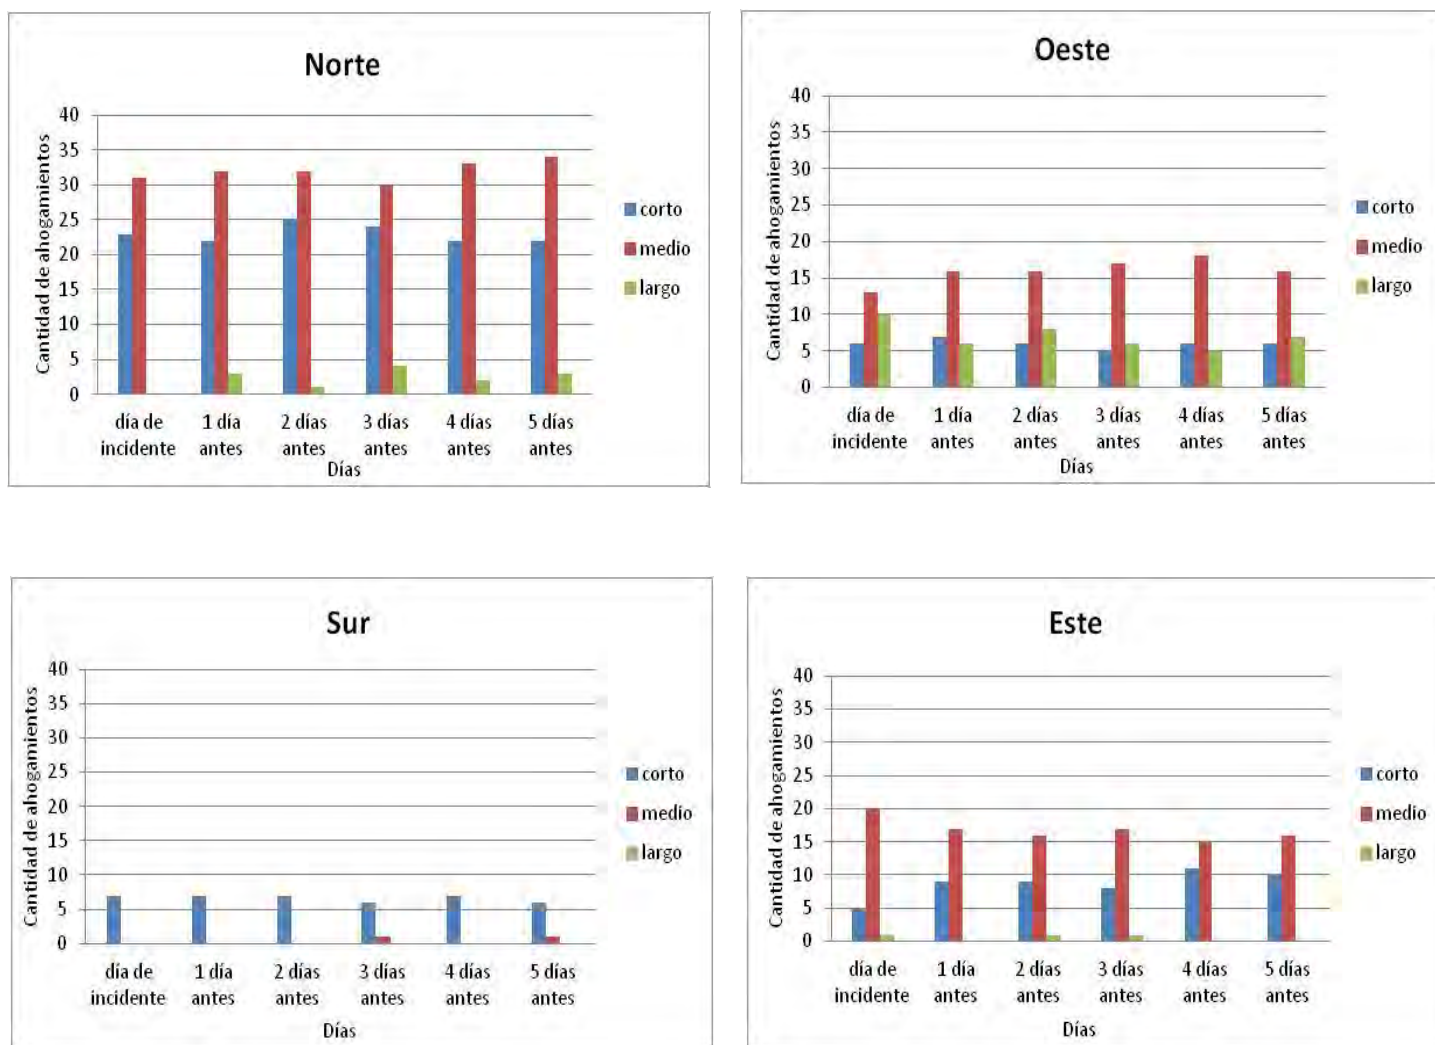 Norte
Cantidad de ahogamientos
40
35
30
25
20
15
10
5
0
día de incidente
1 día antes
2 días antes
3 días antes
4 días antes
5 días antes
Días
corto
medio
largo
Oeste
Cantidad de ahogamientos
40
35
30
25
20
15
10
5
0
día de incidente
1 día antes
2 días antes
3 días antes
4 días antes
5 días antes
Días
corto
medio
largo
Sur
Cantidad de ahogamientos
40
35
30
25
20
15
10
5
0
día de incidente
1 día antes
2 días antes
3 días antes
4 días antes
5 días antes
Días
corto
medio
largo
Este
Cantidad de ahogamientos
40
35
30
25
20
15
10
5
0
día de incidente
1 día antes
2 días antes
3 días antes
4 días antes
5 días antes
Días
corto
medio
largo